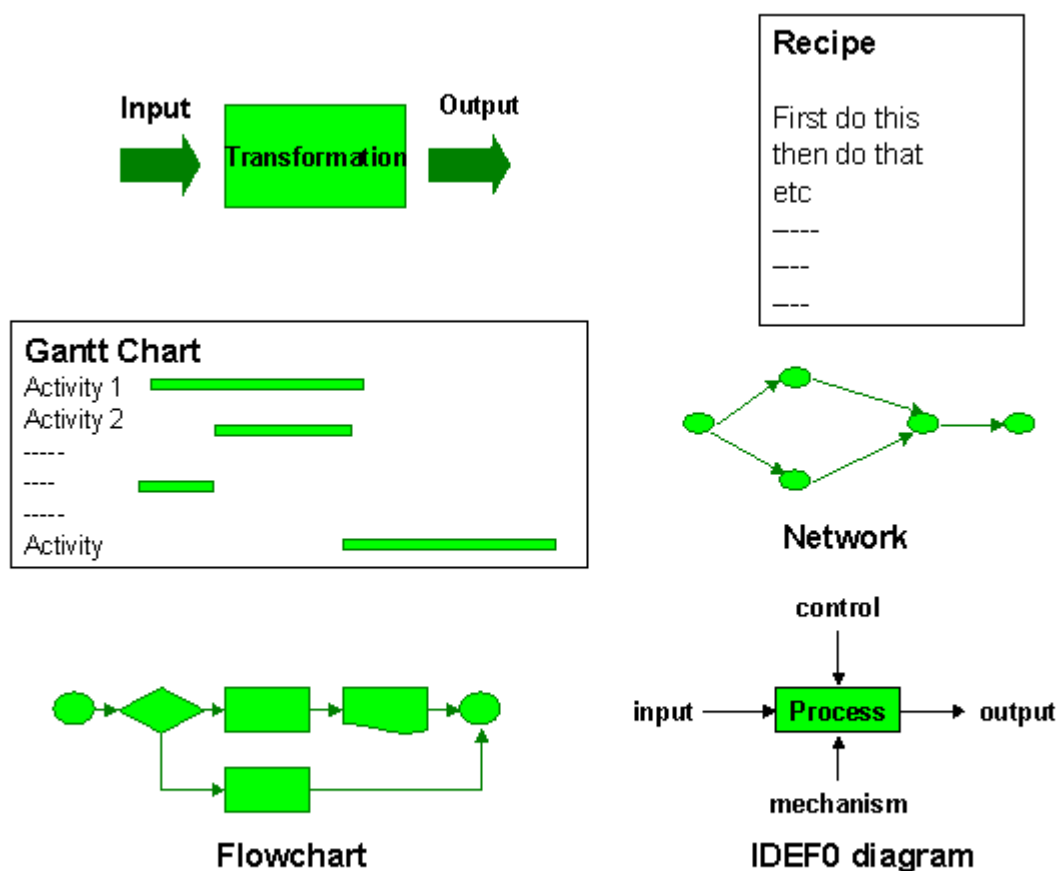 Input
Transformation
Output
Recipe
First do this
then do that
etc
-----
----
----
Gantt Chart
Activity 1
Activity 2
-----
----
-----
Activity
Network
Flowchart
control
input
Process
output
mechanism
IDEF0 diagram